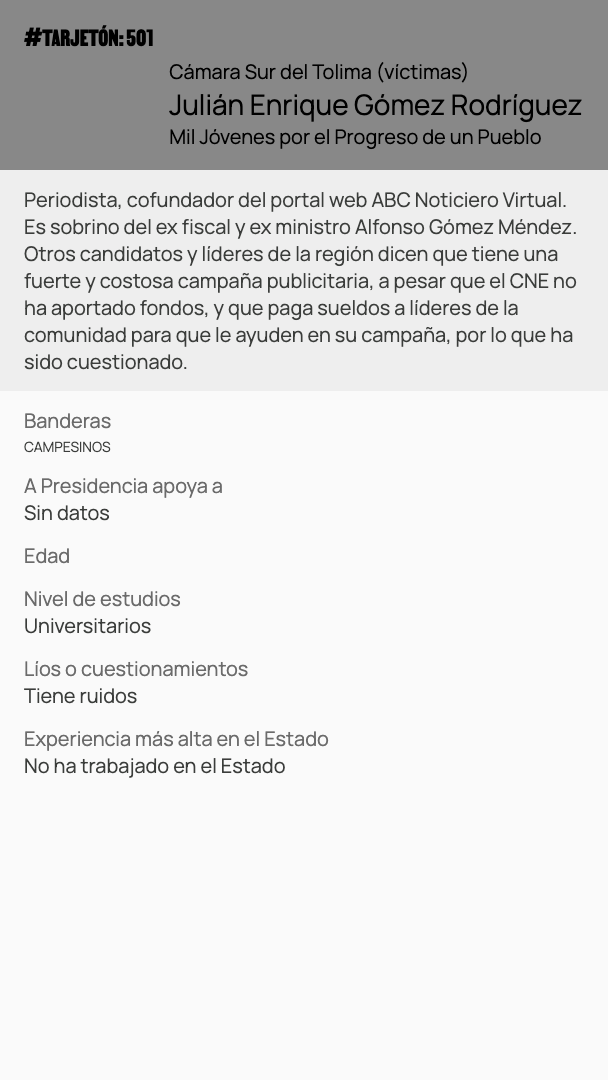 #TARJETÓN: 501
Cámara Sur del Tolima (víctimas)
Julián Enrique Gómez Rodríguez
Mil Jóvenes por el Progreso de un Pueblo
Periodista, cofundador del portal web ABC Noticiero Virtual.
Es sobrino del ex fiscal y ex ministro Alfonso Gómez Méndez.
Otros candidatos y líderes de la región dicen que tiene una
fuerte y costosa campaña publicitaria, a pesar que el CNE no
ha aportado fondos, y que paga sueldos a líderes de la
comunidad para que le ayuden en su campaña, por lo que ha
sido cuestionado.
Banderas
CAMPESINOS
A Presidencia apoya a
Sin datos
Edad
Nivel de estudios
Universitarios
Líos o cuestionamientos
Tiene ruidos
Experiencia más alta en el Estado
No ha trabajado en el Estado